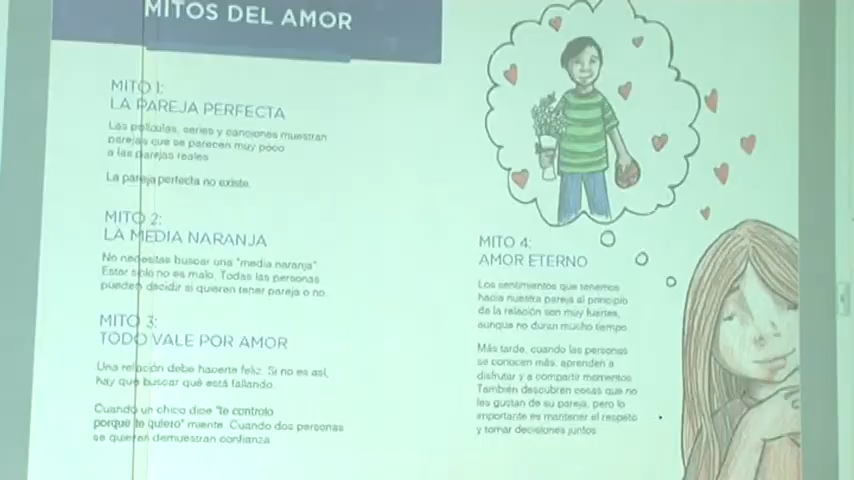 MITOS DEL AMOR
MITO 1:
LA PAREJA PERFECTA
Las películas, series y canciones muestran
parejas que se parecen muy poco
a las parejas reales.
La pareja perfecta no existe.
MITO 2:
LA MEDIA NARANJA
No necesitas buscar una "media naranja"
Estar solo no es malo. Todas las personas
pueden decidir si quieren tener pareja o no.
MITO 3:
TODO VALE POR AMOR
Una relación debe hacerte feliz. Si no es así,
hay que buscar qué está fallando.
Cuando un chico dice "te controlo
porque te quiero" miente. Cuando dos personas
se quieren demuestran confianza.
MITO 4:
AMOR ETERNO
Los sentimientos que tenemos
hacia nuestra pareja al principio
de la relación son muy fuertes,
aunque no duran mucho tiempo.
Más tarde, cuando las personas
se conocen más, aprenden a
disfrutar y a compartir momentos.
También descubren cosas que no
les gustan de su pareja, pero lo
importante es mantener el respeto
y tomar decisiones juntos.